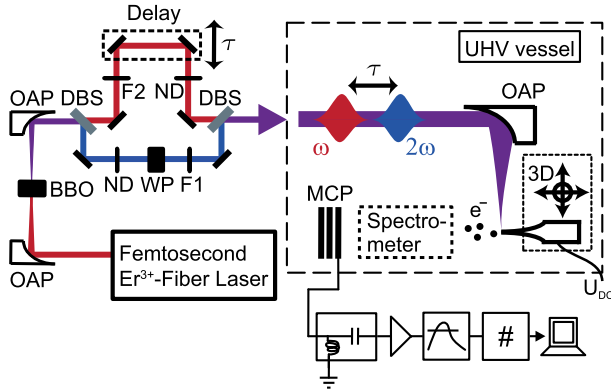 Delay
τ
UHV vessel
OAP
DBS
F2
ND
DBS
τ
OAP
ω
2ω
BBO
ND
WP
F1
MCP
Spectro-
meter
e⁻
3D
OAP
Femtosecond
Er³⁺-Fiber Laser
U_DC
#